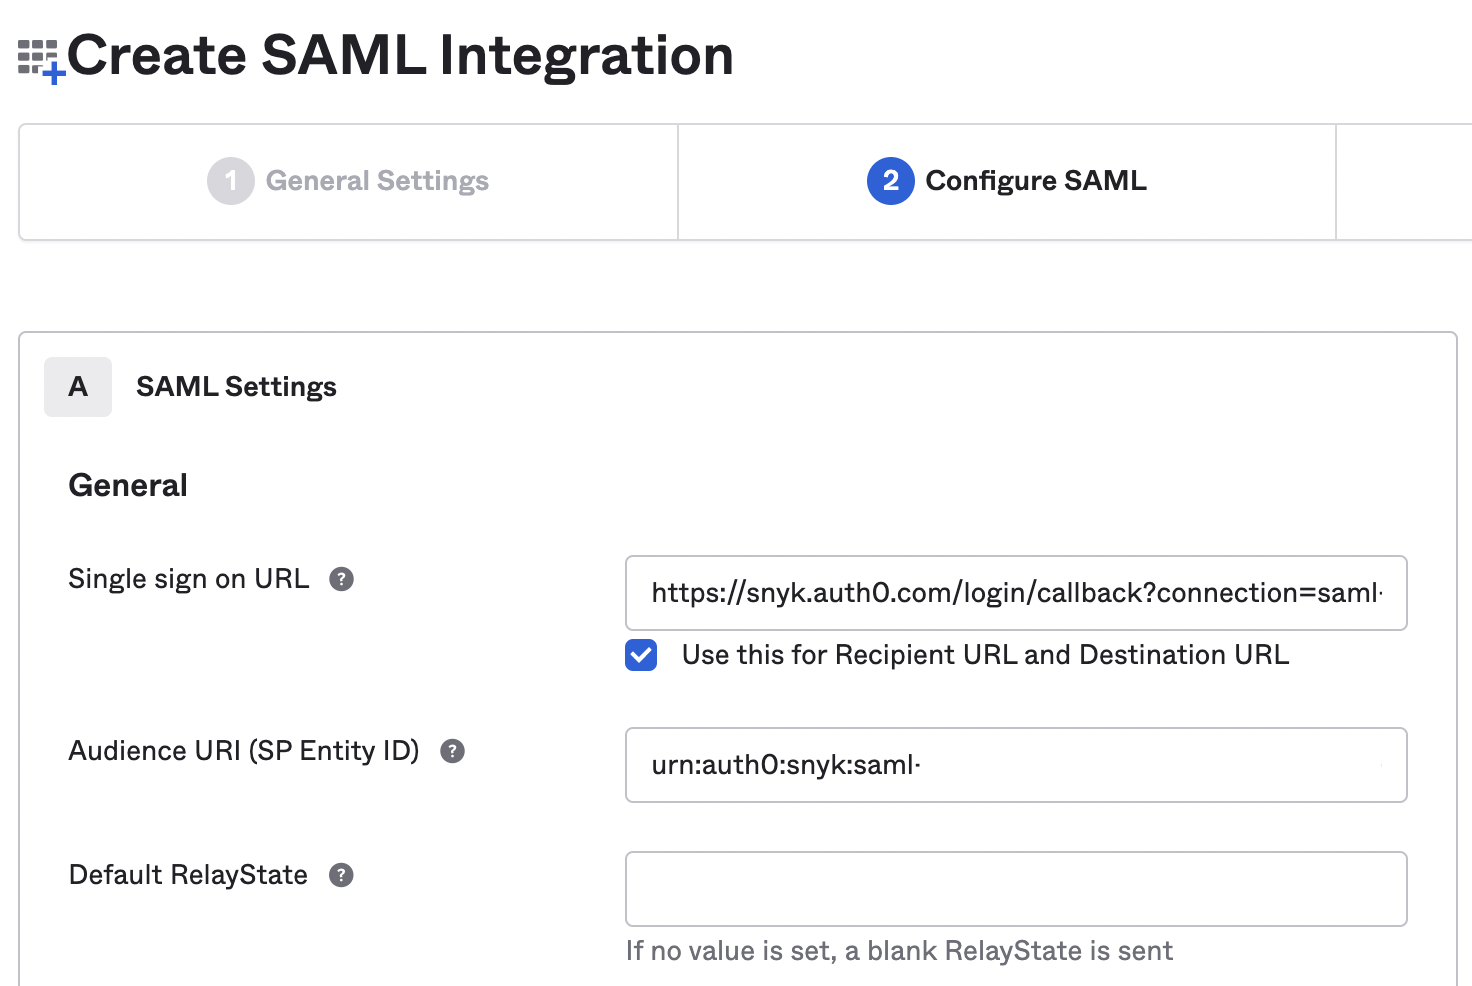 Create SAML Integration
1 General Settings
2 Configure SAML
A SAML Settings
General
Single sign on URL ?
https://snyk.auth0.com/login/callback?connection=saml-
Use this for Recipient URL and Destination URL
Audience URI (SP Entity ID) ?
urn:auth0:snyk:saml-
Default RelayState ?
If no value is set, a blank RelayState is sent